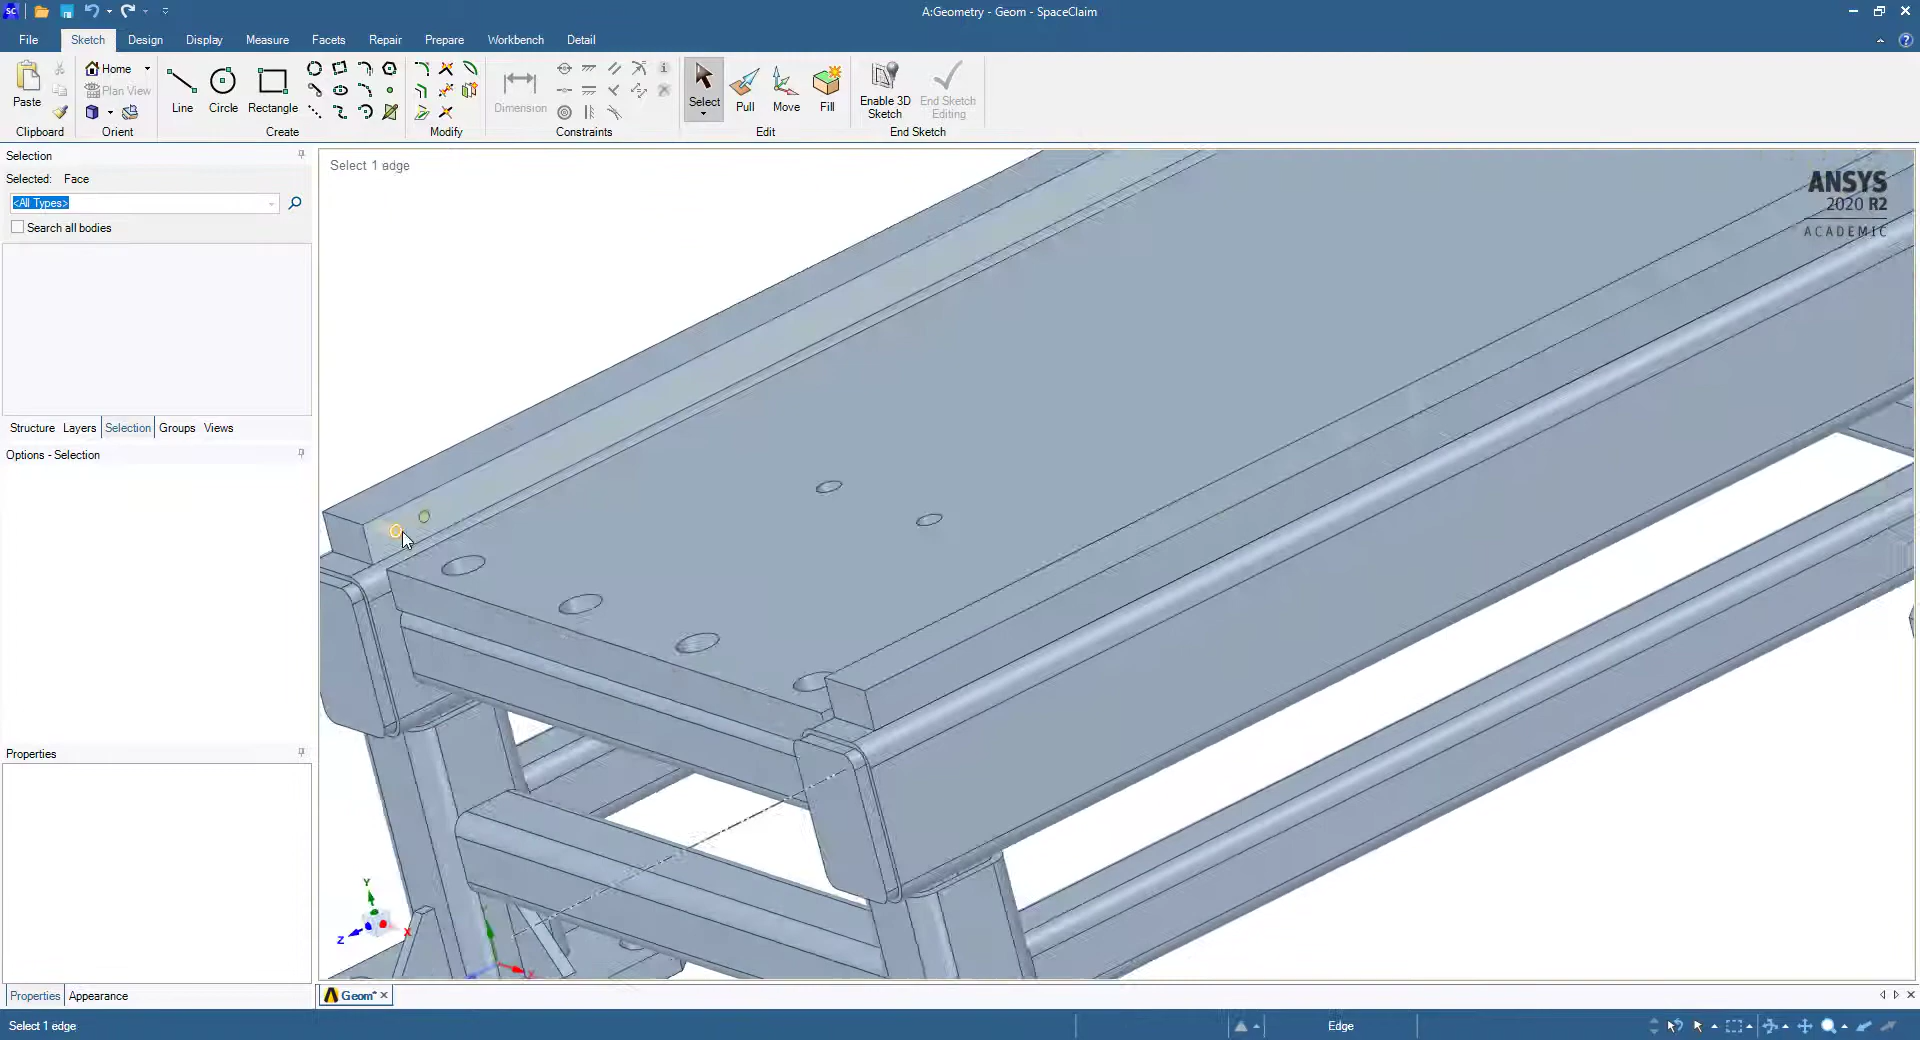 A:Geometry - Geom - SpaceClaim
File Sketch Design Display Measure Facets Repair Prepare Workbench Detail
Paste
Home
Plan View
Line Circle Rectangle
Dimension
Select Pull Move Fill
Enable 3D Sketch
End Sketch Editing
Clipboard Orient Create Modify Constraints Edit End Sketch
Selection
Selected: Face
<All Types>
Search all bodies
Structure Layers Selection Groups Views
Options - Selection
Properties
Properties Appearance
Select 1 edge
ANSYS
2020 R2
ACADEMIC
Y
Z
X
Geom*
Select 1 edge
Edge